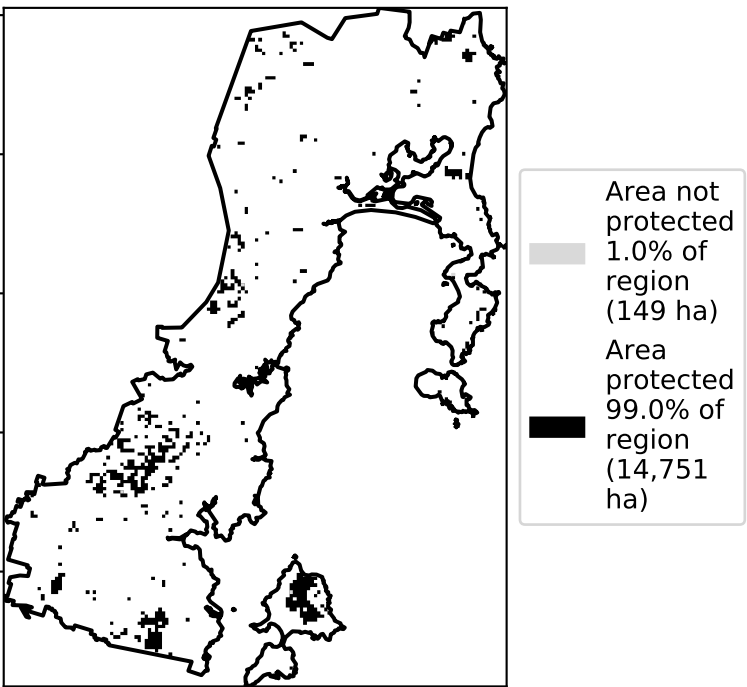 Area not
protected
1.0% of
region
(149 ha)
Area
protected
99.0% of
region
(14,751
ha)